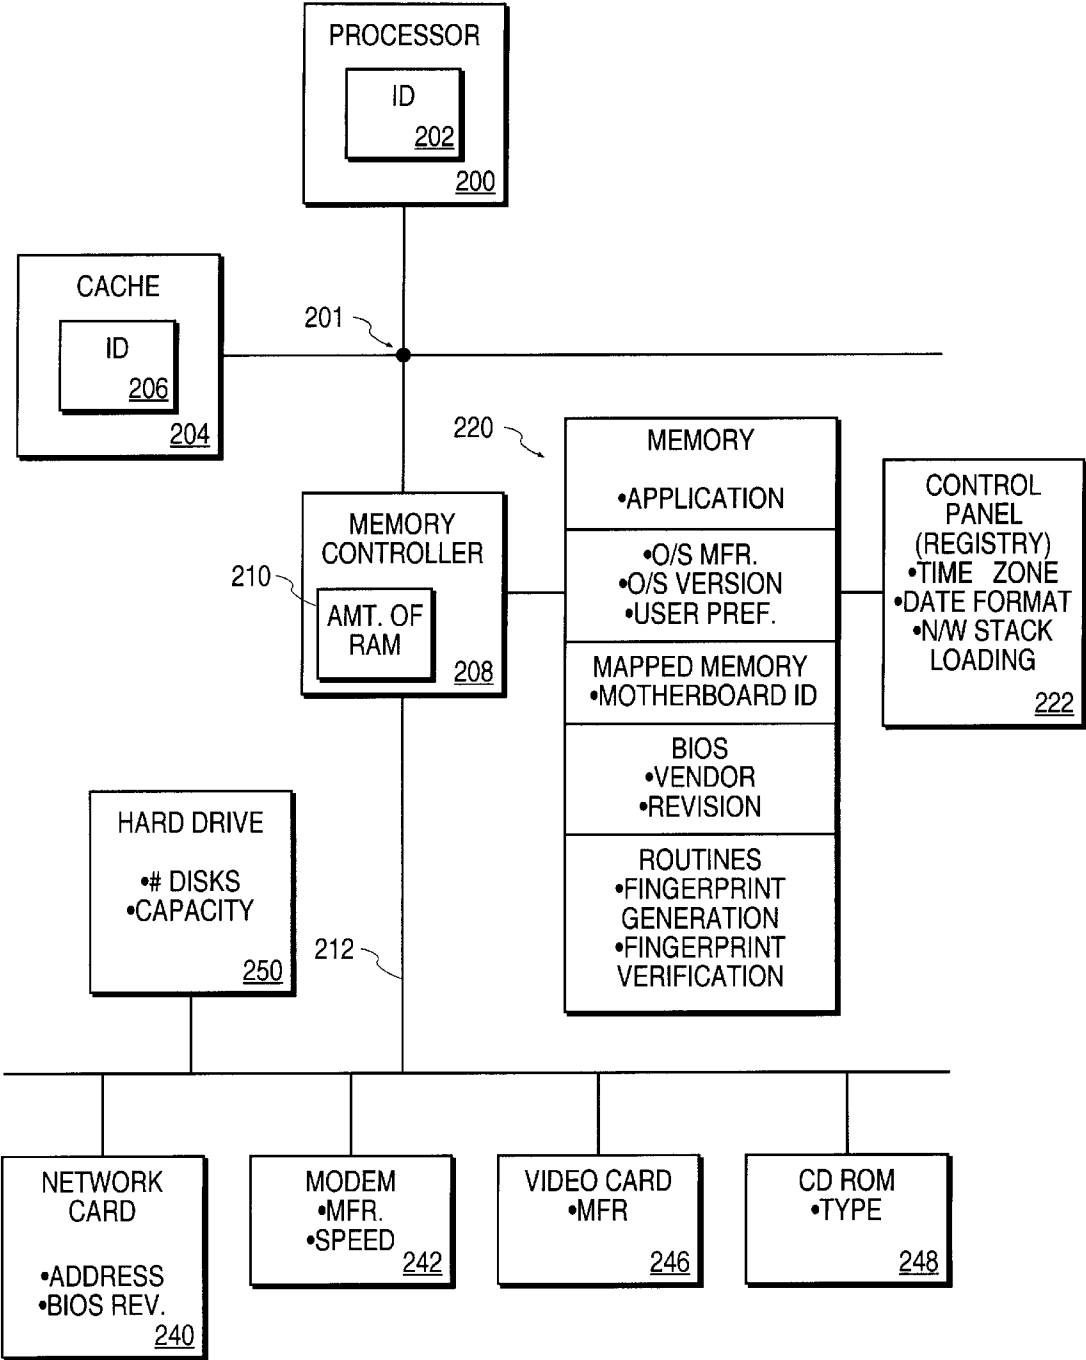 PROCESSOR
ID
202
200
CACHE
ID
206
204
201
220
MEMORY
•APPLICATION
•O/S MFR.
•O/S VERSION
•USER PREF.
MAPPED MEMORY
•MOTHERBOARD ID
BIOS
•VENDOR
•REVISION
ROUTINES
•FINGERPRINT
GENERATION
•FINGERPRINT
VERIFICATION
CONTROL
PANEL
(REGISTRY)
•TIME ZONE
•DATE FORMAT
•N/W STACK
LOADING
222
MEMORY
CONTROLLER
210
AMT. OF
RAM
208
HARD DRIVE
•# DISKS
•CAPACITY
250
212
NETWORK
CARD
•ADDRESS
•BIOS REV.
240
MODEM
•MFR.
•SPEED
242
VIDEO CARD
•MFR
246
CD ROM
•TYPE
248